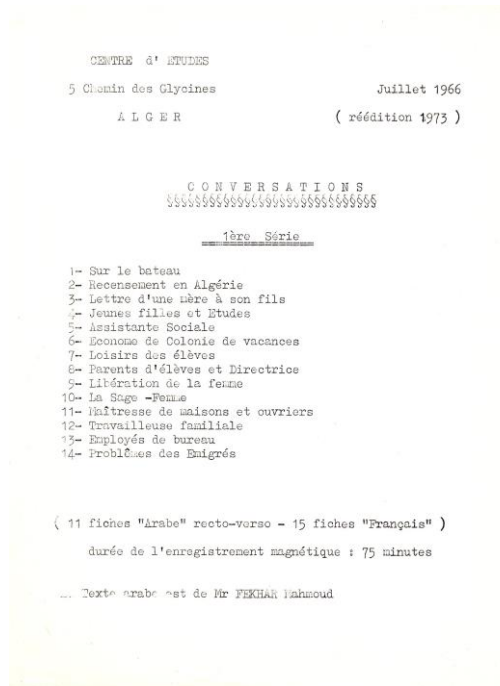 CENTRE d' ETUDES
5 Chemin des Glycines
Juillet 1966
A L G E R
( réédition 1973 )
C O N V E R S A T I O N S
§§§§§§§§§§§§§§§§§§§§§§§§§§§§§§
1ère Série
1- Sur le bateau
2- Recensement en Algérie
3- Lettre d'une mère à son fils
4- Jeunes filles et Etudes
5- Assistante Sociale
6- Econome de Colonie de vacances
7- Loisirs des élèves
8- Parents d'élèves et Directrice
9- Libération de la femme
10- La Sage -Femme
11- Maîtresse de maisons et ouvriers
12- Travailleuse familiale
13- Employés de bureau
14- Problèmes des Emigrés
( 11 fiches "Arabe" recto-verso - 15 fiches "Français" )
durée de l'enregistrement magnétique : 75 minutes
Texte arabe est de Mr FEKHAR Mahmoud